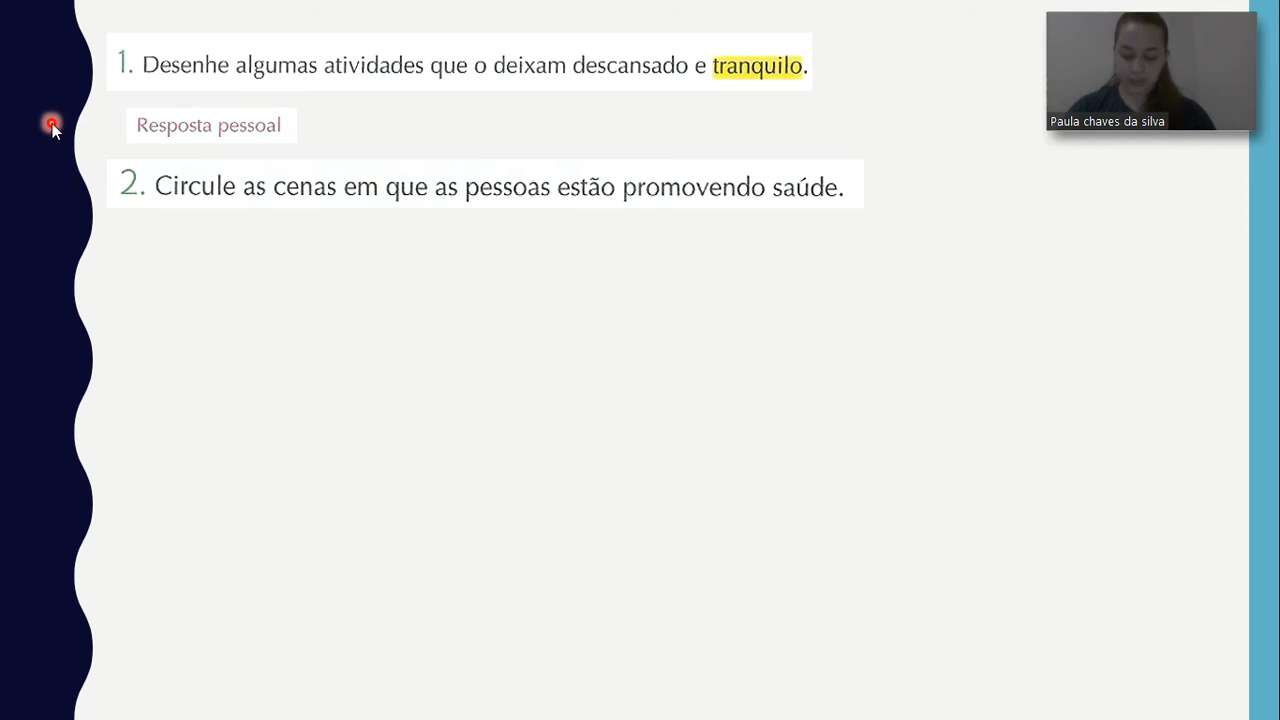 1. Desenhe algumas atividades que o deixam descansado e tranquilo.
Resposta pessoal
2. Circule as cenas em que as pessoas estão promovendo saúde.
Paula chaves da silva